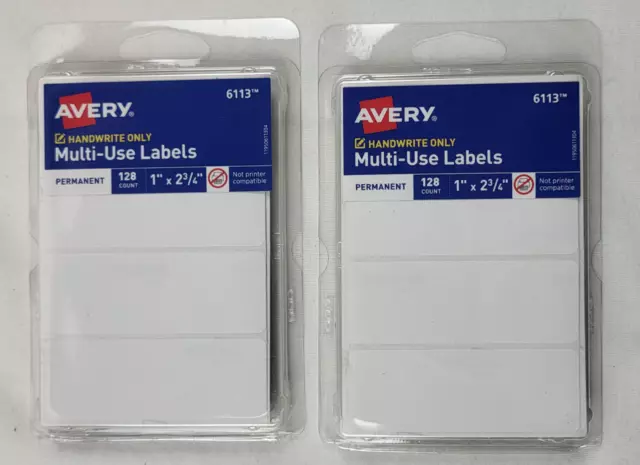 6113™
AVERY®
HANDWRITE ONLY
Multi-Use Labels
PERMANENT
128 COUNT
1" x 2¾"
Not printer
compatible
6113™
AVERY®
HANDWRITE ONLY
Multi-Use Labels
PERMANENT
128 COUNT
1" x 2¾"
Not printer
compatible